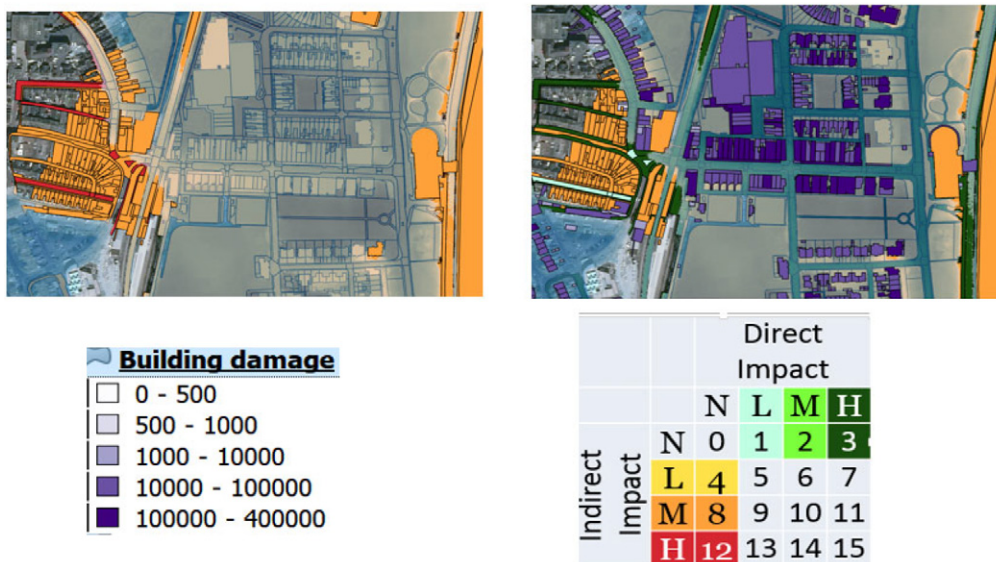 Building damage
0 - 500
500 - 1000
1000 - 10000
10000 - 100000
100000 - 400000
Direct
Impact
N L M H
N 0 1 2 3
L 4 5 6 7
M 8 9 10 11
H 12 13 14 15
Indirect
Impact